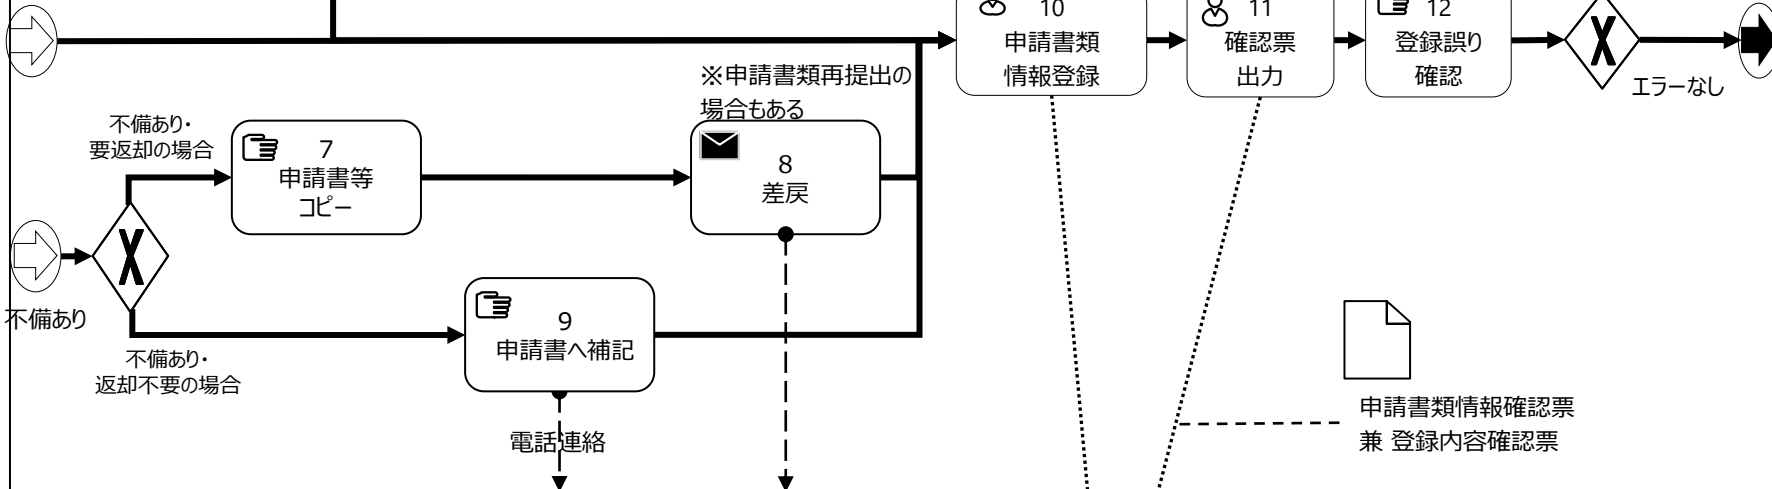 10
申請書類
情報登録
11
確認票
出力
12
登録誤り
確認
エラーなし
※申請書類再提出の
場合もある
不備あり・
要返却の場合
7
申請書等
コピー
8
差戻
不備あり
9
申請書へ補記
不備あり・
返却不要の場合
電話連絡
申請書類情報確認票
兼 登録内容確認票